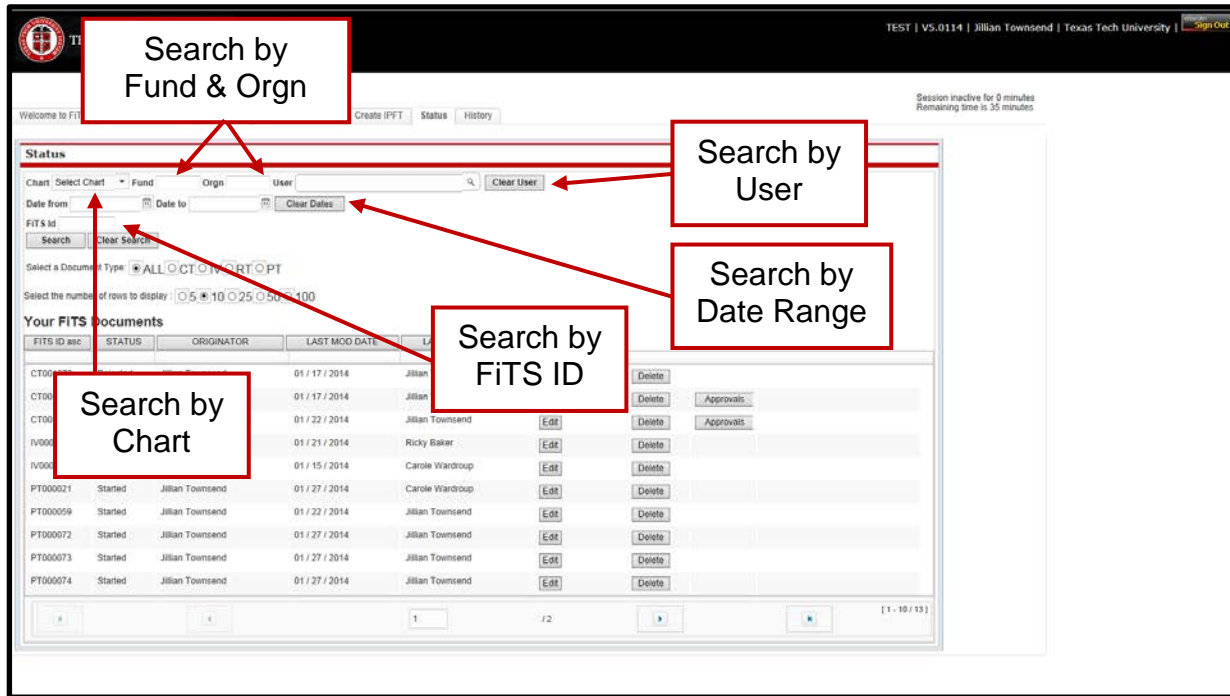 TEST | V5.0114 | Jillian Townsend | Texas Tech University | Sign Out
Search by
Fund & Orgn
Session inactive for 0 minutes
Remaining time is 35 minutes
Welcome to FiT Create IPFT Status History
Status
Search by
User
Chart Select Chart Fund Orgn User Clear User
Date from Date to Clear Dates
FiTS Id
Search Clear Search
Select a Document Type: ALL CT IV RT PT
Search by
Date Range
Select the number of rows to display : 5 10 25 50 100
Your FiTS Documents
Search by
FiTS ID
FITS ID asc STATUS ORIGINATOR LAST MOD DATE
01 / 17 / 2014 Jillian Delete
CT00 01 / 17 / 2014 Jillian Delete Approvals
CT00 01 / 22 / 2014 Jillian Townsend Edit Delete Approvals
IV000 01 / 21 / 2014 Ricky Baker Edit Delete
IV000 01 / 15 / 2014 Carole Wardroup Edit Delete
Search by
Chart
PT000021 Started Jillian Townsend 01 / 27 / 2014 Carole Wardroup Edit Delete
PT000059 Started Jillian Townsend 01 / 22 / 2014 Jillian Townsend Edit Delete
PT000072 Started Jillian Townsend 01 / 27 / 2014 Jillian Townsend Edit Delete
PT000073 Started Jillian Townsend 01 / 27 / 2014 Jillian Townsend Edit Delete
PT000074 Started Jillian Townsend 01 / 27 / 2014 Jillian Townsend Edit Delete
1 / 2 [ 1 - 10 / 13 ]